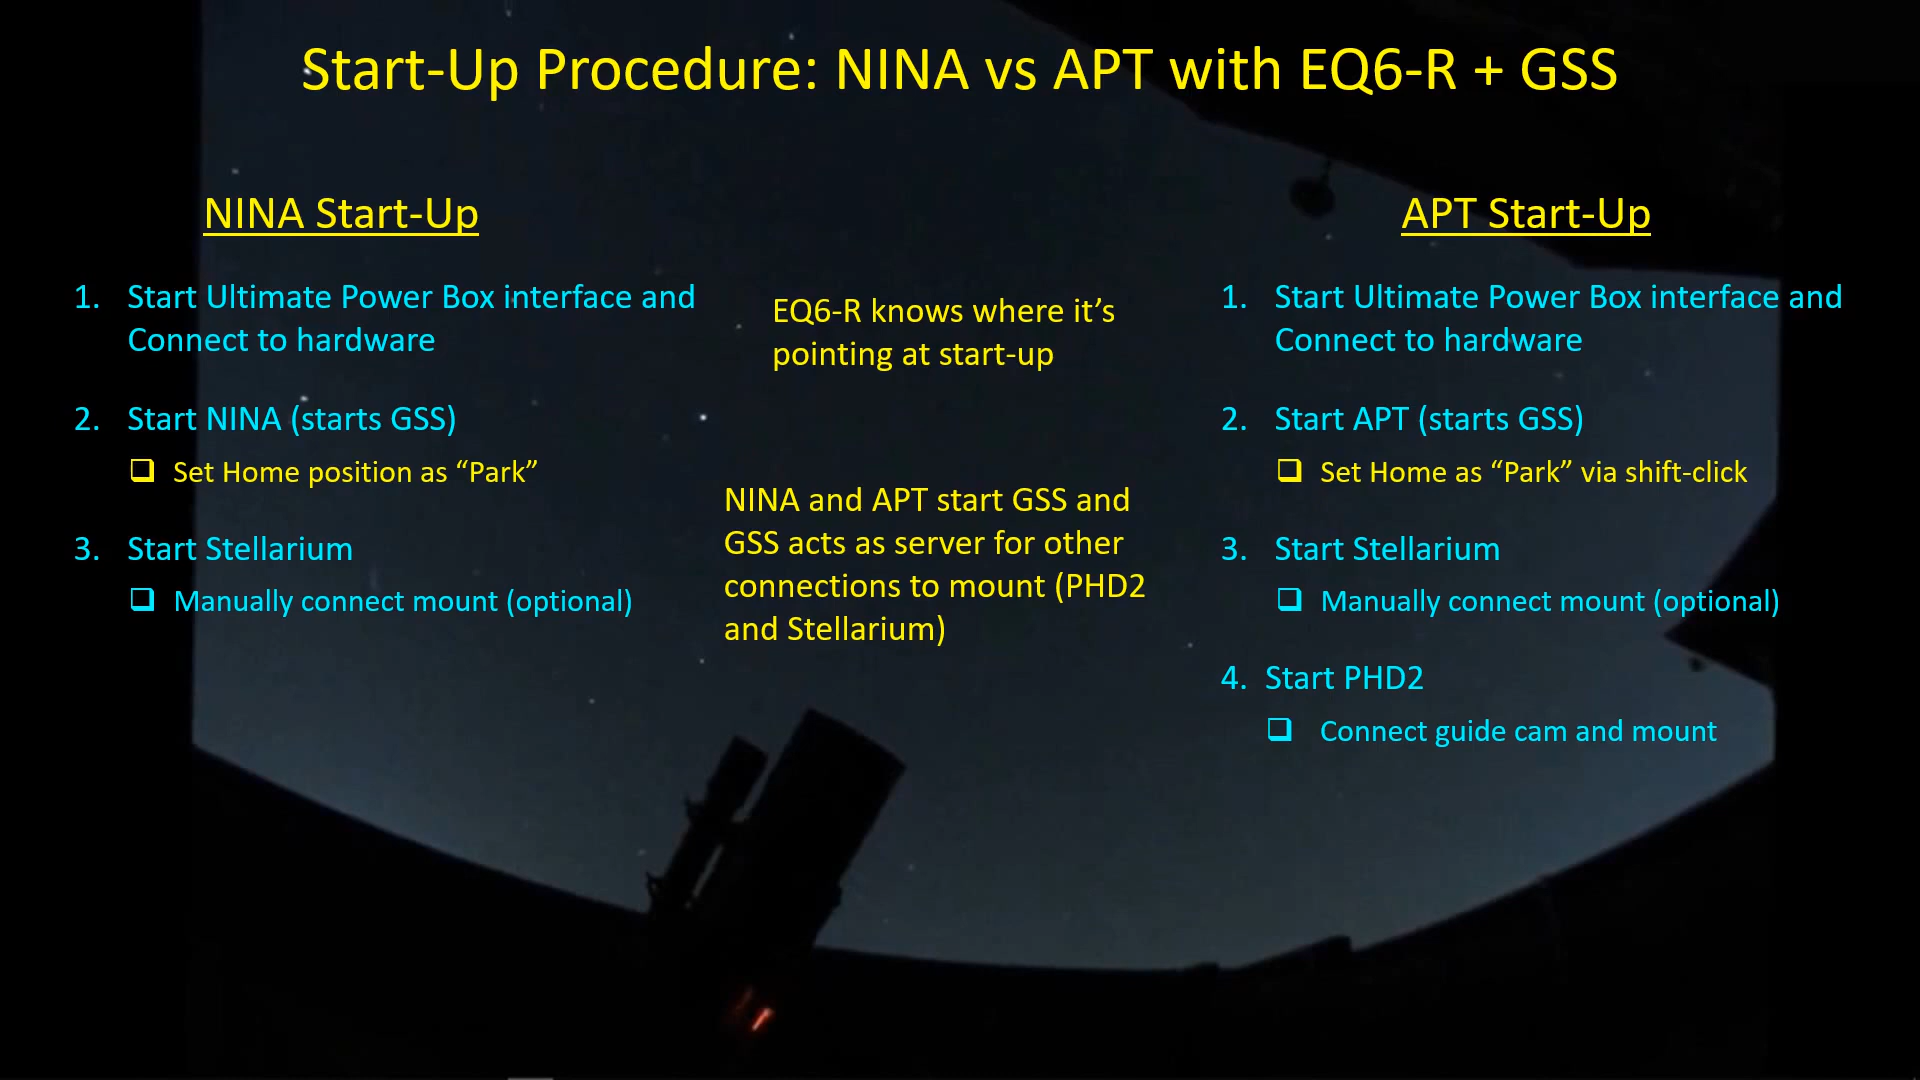 Start-Up Procedure: NINA vs APT with EQ6-R + GSS
NINA Start-Up
1. Start Ultimate Power Box interface and
Connect to hardware
2. Start NINA (starts GSS)
❑ Set Home position as “Park”
3. Start Stellarium
❑ Manually connect mount (optional)
EQ6-R knows where it’s
pointing at start-up
NINA and APT start GSS and
GSS acts as server for other
connections to mount (PHD2
and Stellarium)
APT Start-Up
1. Start Ultimate Power Box interface and
Connect to hardware
2. Start APT (starts GSS)
❑ Set Home as “Park” via shift-click
3. Start Stellarium
❑ Manually connect mount (optional)
4. Start PHD2
❑ Connect guide cam and mount